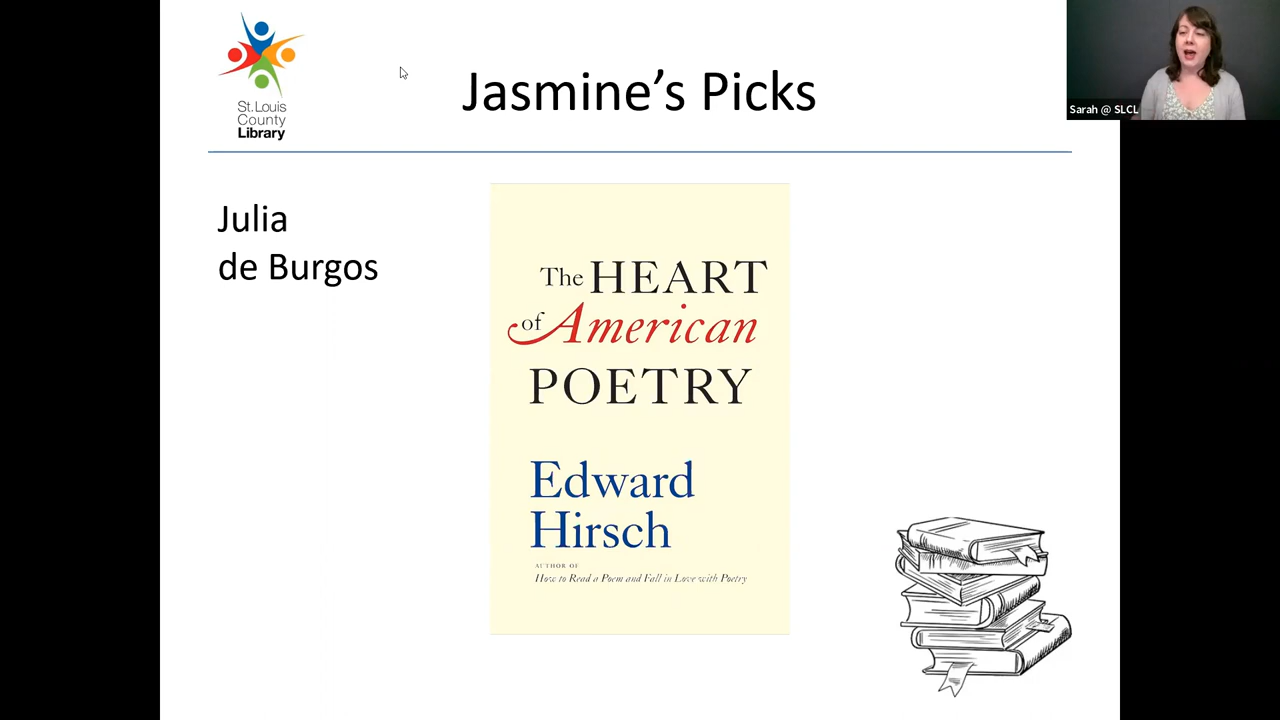 St.Louis
County
Library
Jasmine’s Picks
Sarah @ SLCL
Julia
de Burgos
The HEART
of American
POETRY
Edward
Hirsch
AUTHOR OF
How to Read a Poem and Fall in Love with Poetry